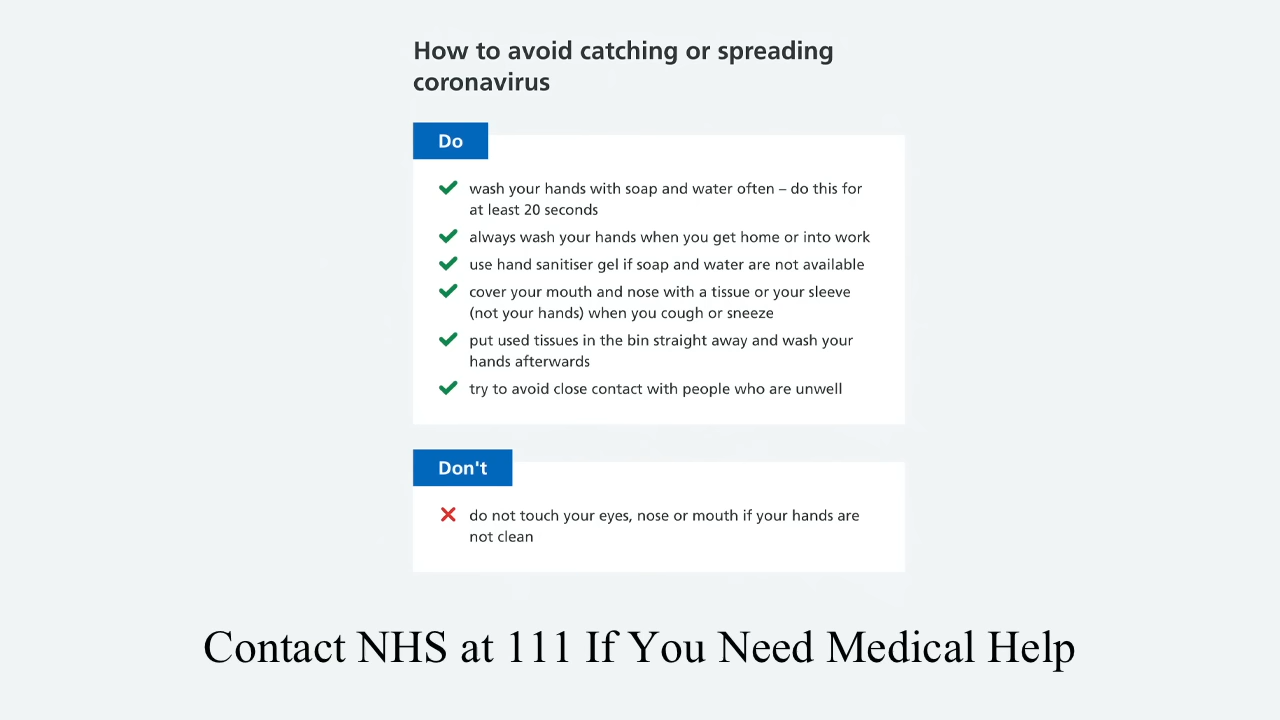 How to avoid catching or spreading
coronavirus
Do
wash your hands with soap and water often – do this for
at least 20 seconds
always wash your hands when you get home or into work
use hand sanitiser gel if soap and water are not available
cover your mouth and nose with a tissue or your sleeve
(not your hands) when you cough or sneeze
put used tissues in the bin straight away and wash your
hands afterwards
try to avoid close contact with people who are unwell
Don't
do not touch your eyes, nose or mouth if your hands are
not clean
Contact NHS at 111 If You Need Medical Help